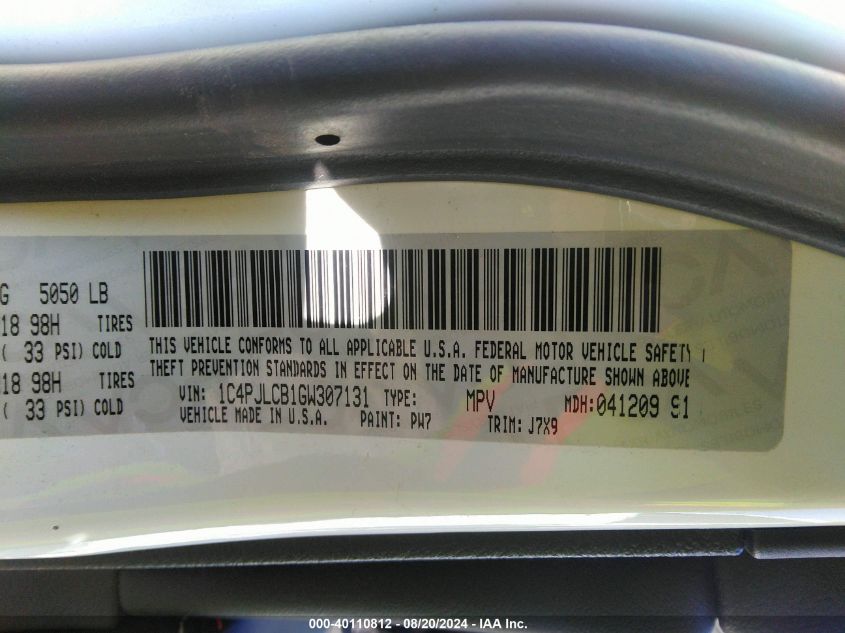 G 5050 LB
18 98H TIRES
( 33 PSI) COLD
18 98H TIRES
( 33 PSI) COLD
THIS VEHICLE CONFORMS TO ALL APPLICABLE U.S.A. FEDERAL MOTOR VEHICLE SAFETY
THEFT PREVENTION STANDARDS IN EFFECT ON THE DATE OF MANUFACTURE SHOWN ABOVE
VIN: 1C4PJLCB1GW307131 TYPE: MPV MDH:041209 91
VEHICLE MADE IN U.S.A. PAINT: PW7 TRIM: J7X9
000-40110812 - 08/20/2024 - IAA Inc.